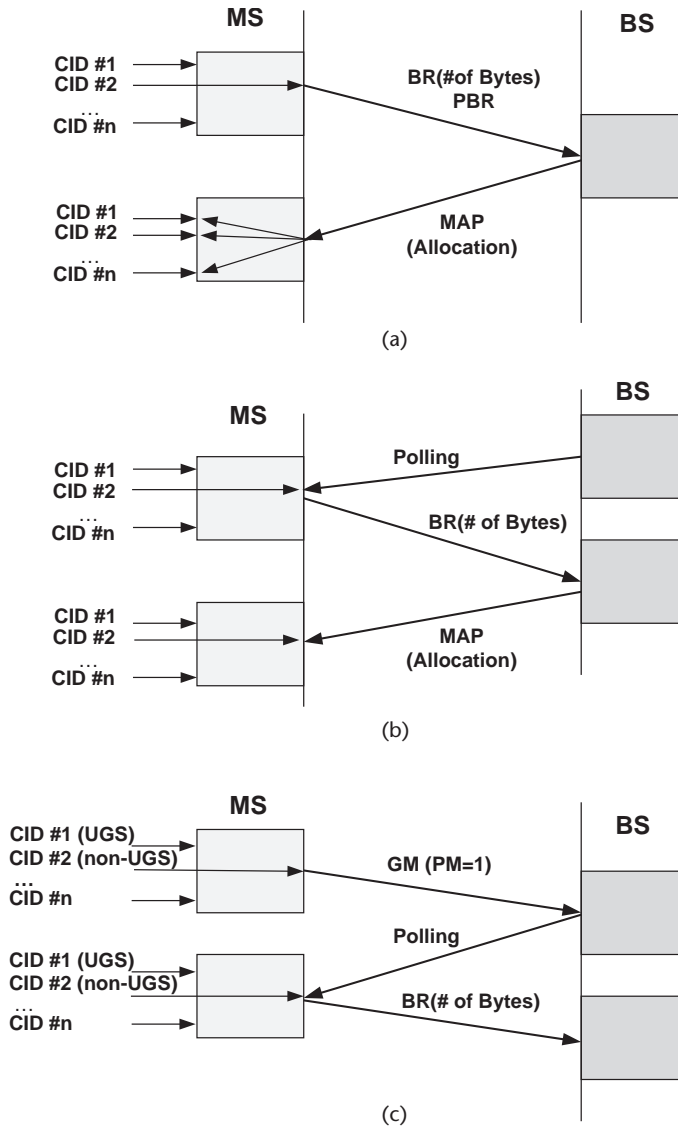 MS
BS
CID #1
CID #2
...
CID #n
BR(#of Bytes)
PBR
CID #1
CID #2
...
CID #n
MAP
(Allocation)
(a)
MS
BS
CID #1
CID #2
...
CID #n
Polling
BR(# of Bytes)
CID #1
CID #2
...
CID #n
MAP
(Allocation)
(b)
MS
BS
CID #1 (UGS)
CID #2 (non-UGS)
...
CID #n
GM (PM=1)
Polling
CID #1 (UGS)
CID #2 (non-UGS)
...
CID #n
BR(# of Bytes)
(c)